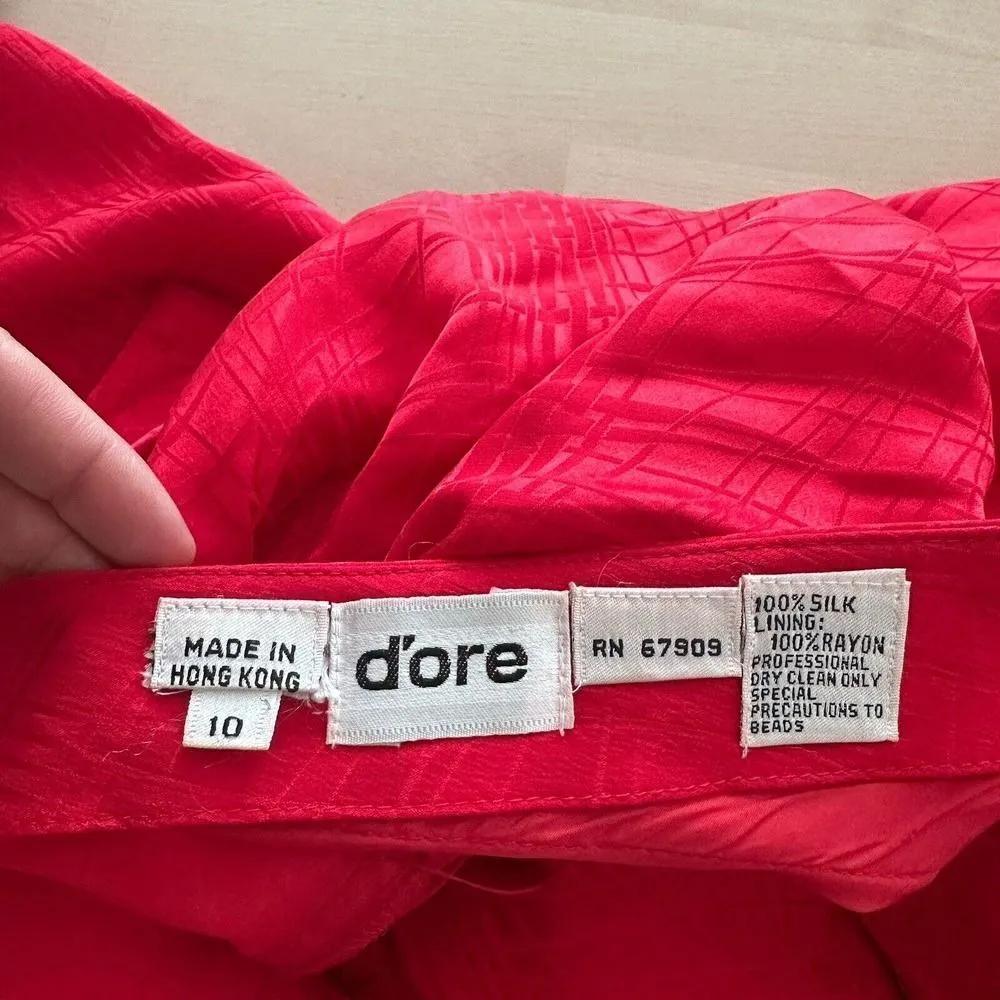 MADE IN
HONG KONG
10
d'ore
RN 67909
100% SILK
LINING:
100% RAYON
PROFESSIONAL
DRY CLEAN ONLY
SPECIAL
PRECAUTIONS TO
BEADS